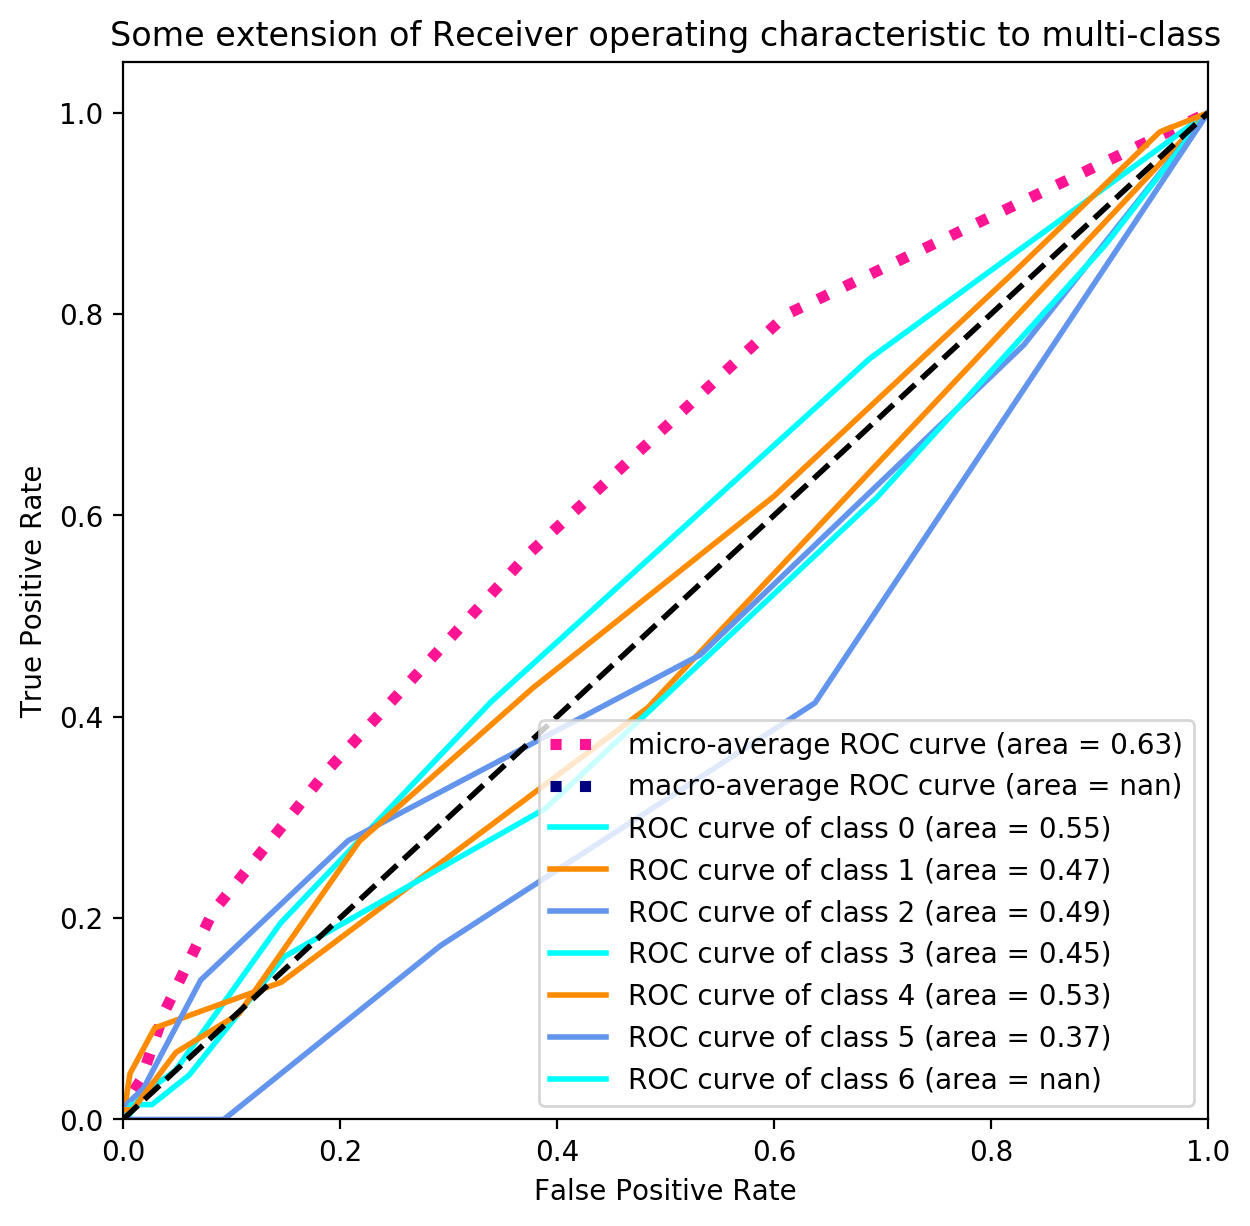 Some extension of Receiver operating characteristic to multi-class
1.0
0.8
0.6
0.4
0.2
0.0
True Positive Rate
micro-average ROC curve (area = 0.63)
macro-average ROC curve (area = nan)
ROC curve of class 0 (area = 0.55)
ROC curve of class 1 (area = 0.47)
ROC curve of class 2 (area = 0.49)
ROC curve of class 3 (area = 0.45)
ROC curve of class 4 (area = 0.53)
ROC curve of class 5 (area = 0.37)
ROC curve of class 6 (area = nan)
0.0 0.2 0.4 0.6 0.8 1.0
False Positive Rate